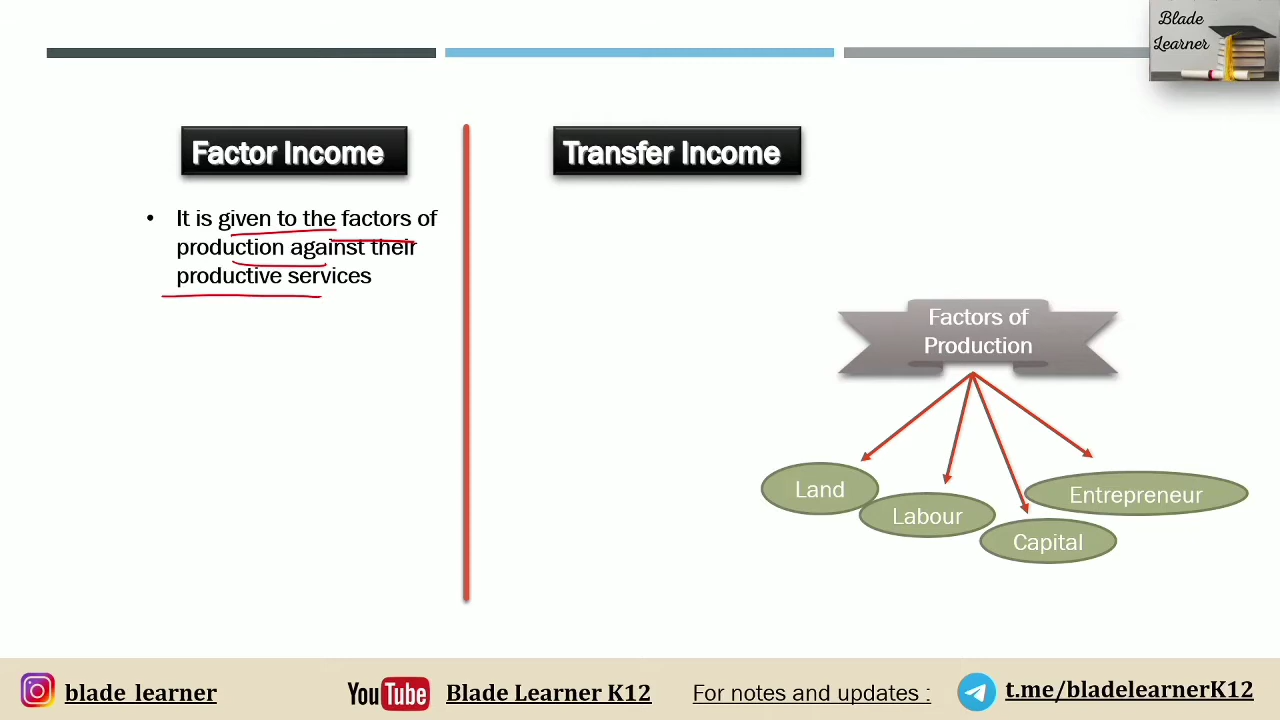 Blade
Learner
Factor Income
Transfer Income
• It is given to the factors of
production against their
productive services
Factors of
Production
Land
Labour
Capital
Entrepreneur
blade_learner
YouTube
Blade Learner K12
For notes and updates :
t.me/bladelearnerK12